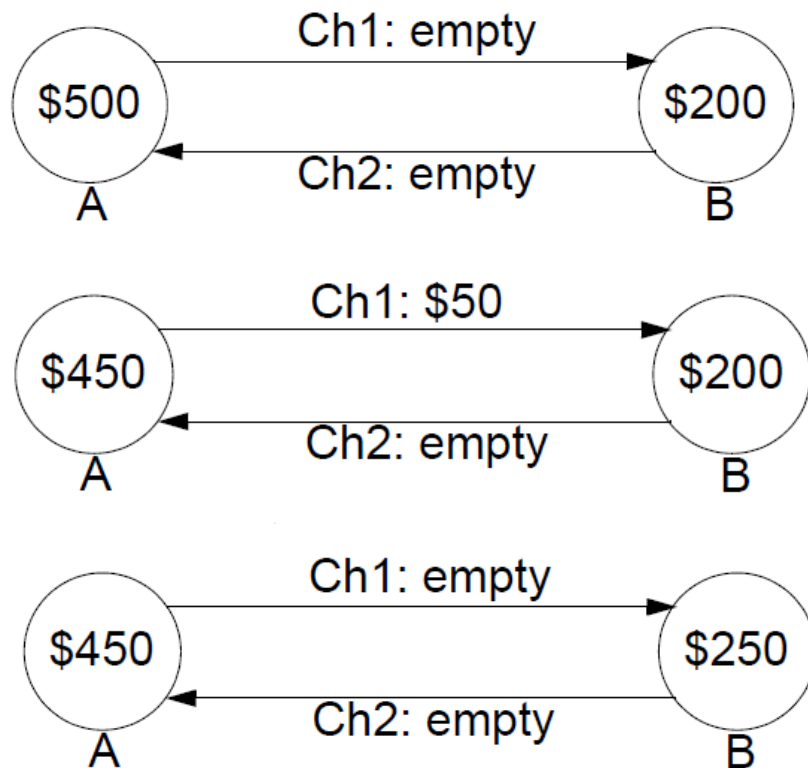 Ch1: empty
$500 $200
Ch2: empty
A B
Ch1: $50
$450 $200
Ch2: empty
A B
Ch1: empty
$450 $250
Ch2: empty
A B